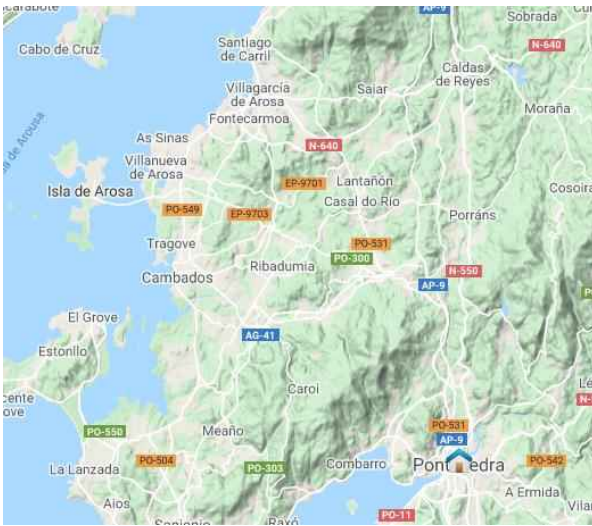 AP-9
Sobrada
N-640
Cabo de Cruz
Santiago
de Carril
Caldas
de Reyes
Villagarcía
de Arosa
Saiar
Moraña
Fontecarmoa
As Sinas
N-640
Villanueva
de Arosa
EP-9701
Lantañón
Isla de Arosa
Casal do Río
PO-549
EP-9703
Porráns
Tragove
PO-531
PO-300
Ribadumia
N-550
Cambados
AP-9
El Grove
AG-41
Estonllo
Caroi
PO-550
Meaño
PO-531
AP-9
La Lanzada
PO-504
PO-303
Combarro
PO-542
A Ermida
Aios
PO-11
Raxó